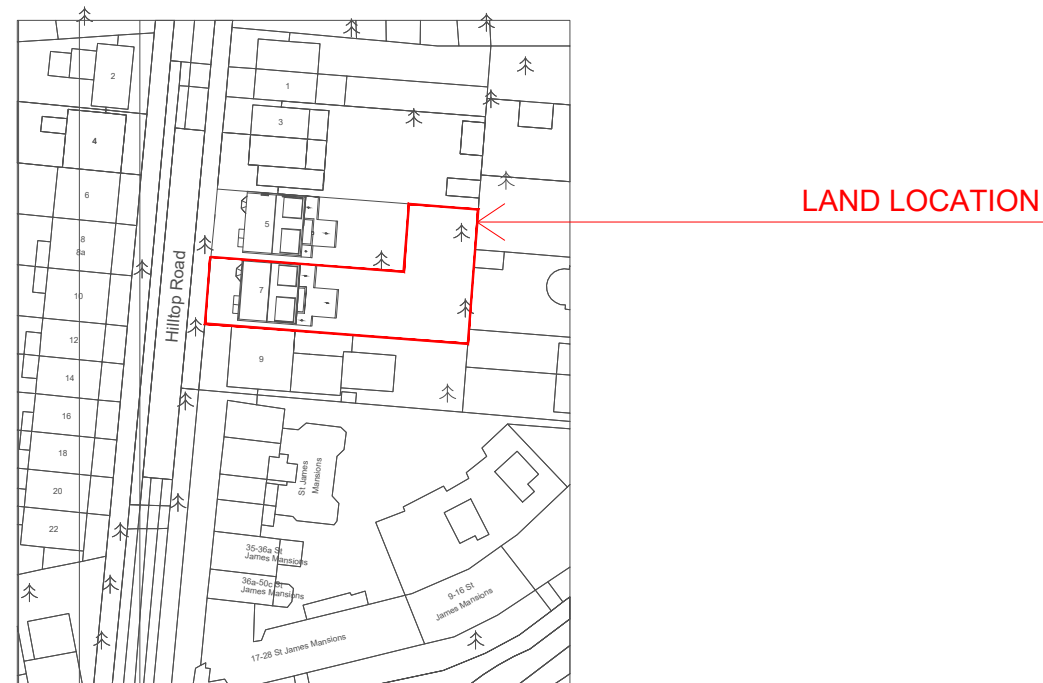 LAND LOCATION
Hilltop Road
2
4
6
8
8a
10
12
14
16
18
20
22
1
3
5
7
9
St James
Mansions
35-36a St
James Mansions
36a-50c St
James Mansions
9-16 St
James Mansions
17-28 St James Mansions